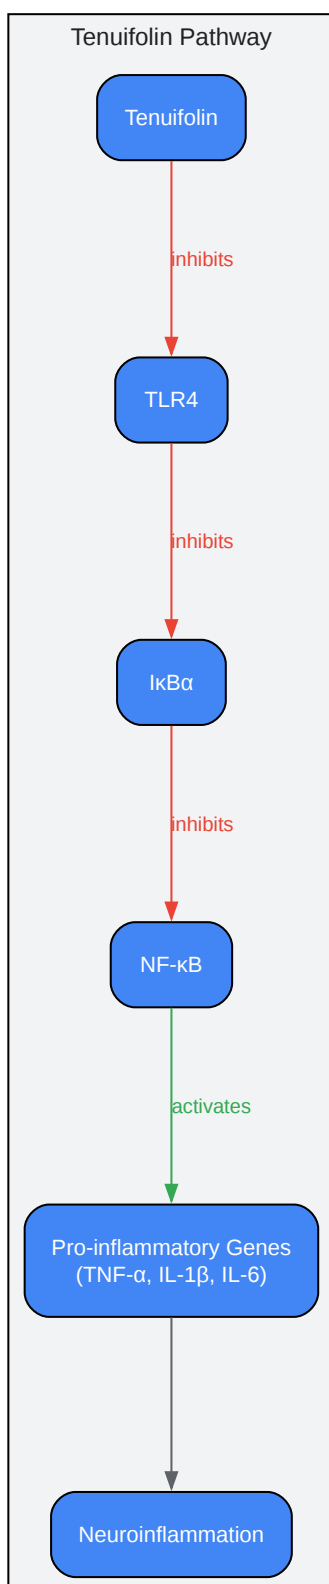 Tenuifolin Pathway
Tenuifolin
inhibits
TLR4
inhibits
IκBα
inhibits
NF-κB
activates
Pro-inflammatory Genes
(TNF-α, IL-1β, IL-6)
Neuroinflammation